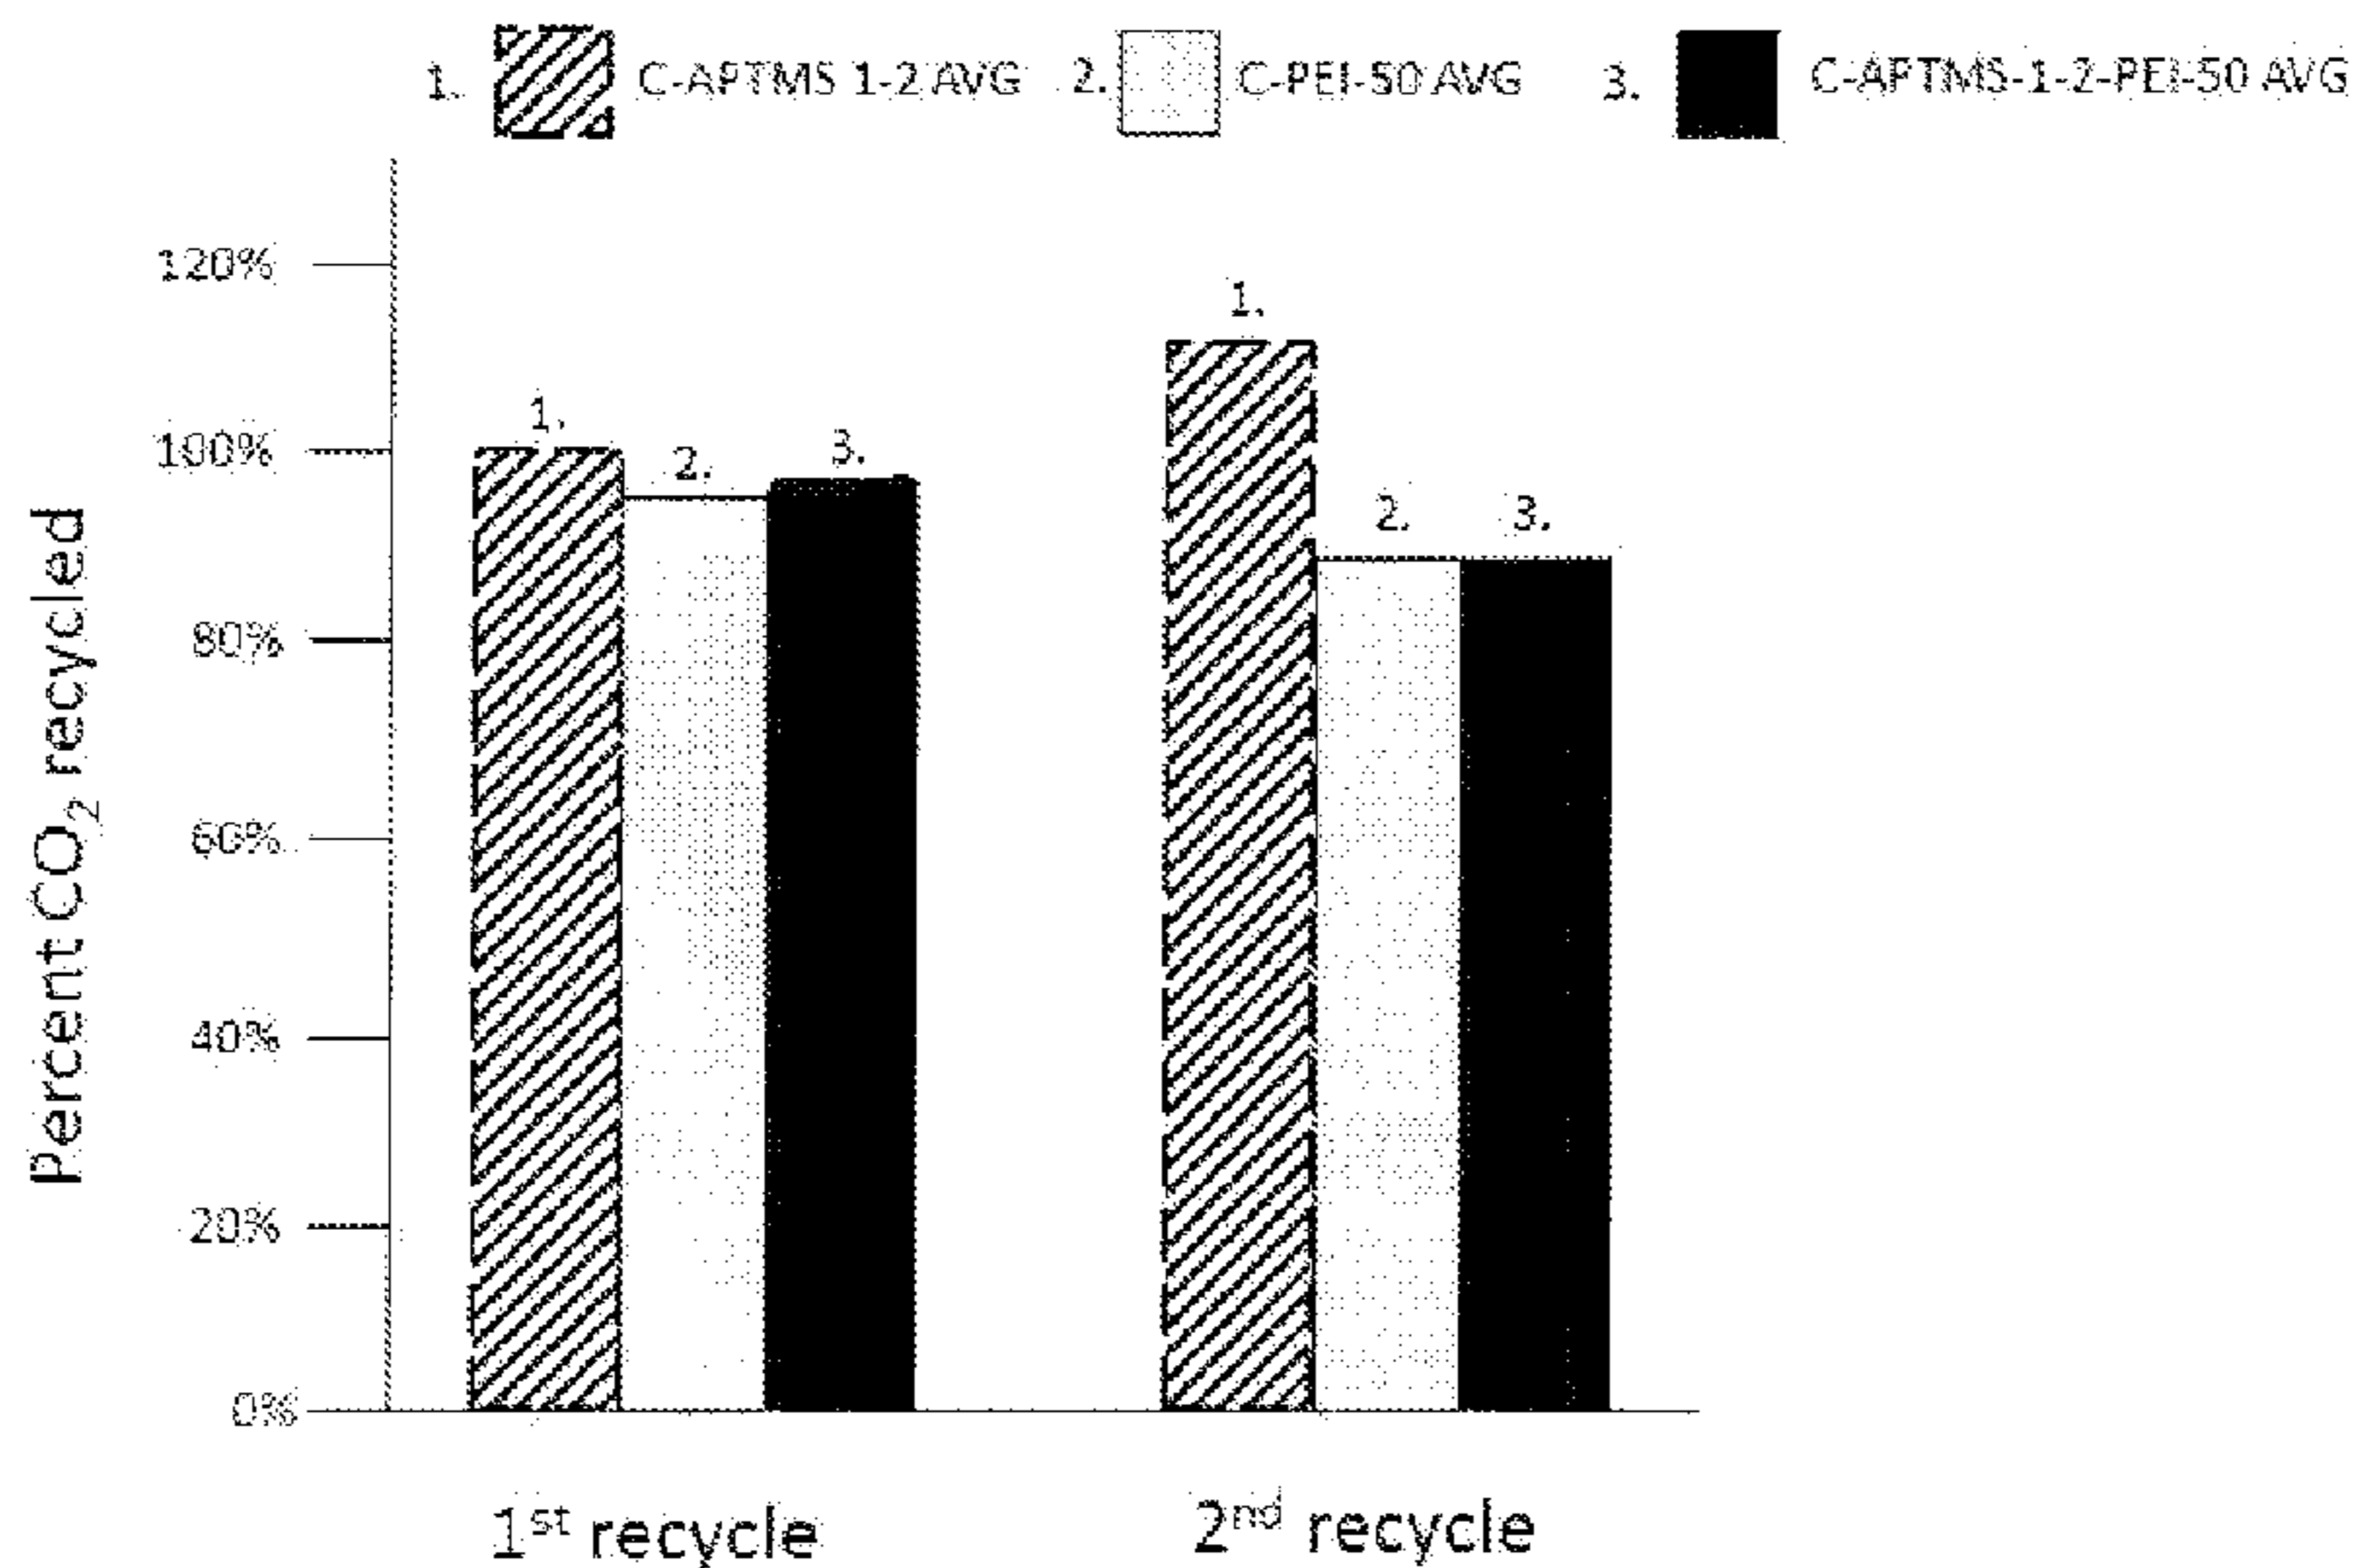 1. C-APTMS 1-2 AVG 2. C-PEI-50 AVG 3. C-APTMS-1-2-PEI-50 AVG
120%
100%
80%
60%
40%
20%
0%
Percent CO₂ recycled
1. 2. 3.
1. 2. 3.
1st recycle 2nd recycle